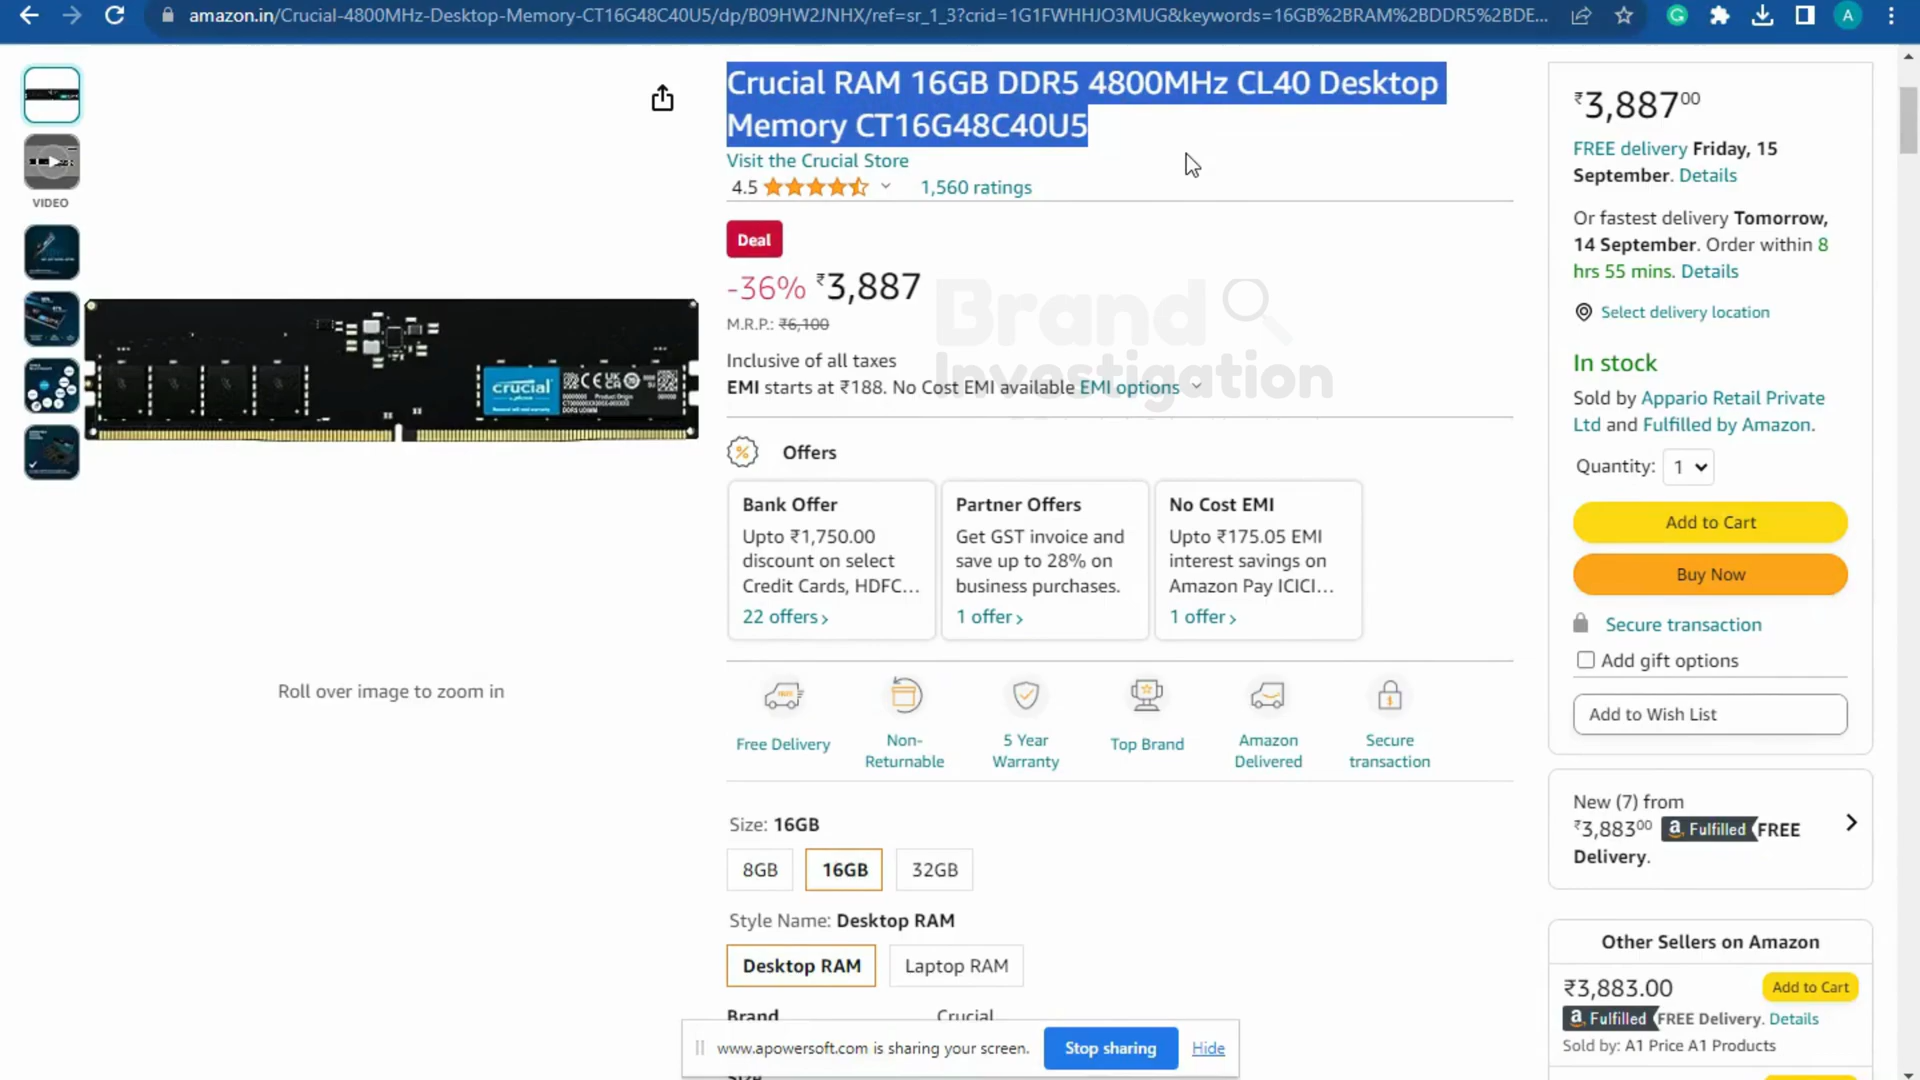 amazon.in/Crucial-4800MHz-Desktop-Memory-CT16G48C40U5/dp/B09HW2JNHX/ref=sr_1_3?crid=1G1FWHHJO3MUG&keywords=16GB%2BRAM%2BDDR5%2BDE...
A
Crucial RAM 16GB DDR5 4800MHz CL40 Desktop
Memory CT16G48C40U5
Visit the Crucial Store
4.5
1,560 ratings
VIDEO
Deal
-36% ₹3,887
M.R.P.: ₹6,100
Inclusive of all taxes
EMI starts at ₹188. No Cost EMI available EMI options
Brand
Investigation
crucial
Roll over image to zoom in
% Offers
Bank Offer
Upto ₹1,750.00
discount on select
Credit Cards, HDFC...
22 offers
Partner Offers
Get GST invoice and
save up to 28% on
business purchases.
1 offer
No Cost EMI
Upto ₹175.05 EMI
interest savings on
Amazon Pay ICICI...
1 offer
Free Delivery
Non-
Returnable
5 Year
Warranty
Top Brand
Amazon
Delivered
Secure
transaction
Size: 16GB
8GB
16GB
32GB
Style Name: Desktop RAM
Desktop RAM
Laptop RAM
Brand Crucial
www.apowersoft.com is sharing your screen.
Stop sharing
Hide
₹3,887 00
FREE delivery Friday, 15
September. Details
Or fastest delivery Tomorrow,
14 September. Order within 8
hrs 55 mins. Details
Select delivery location
In stock
Sold by Appario Retail Private
Ltd and Fulfilled by Amazon.
Quantity: 1
Add to Cart
Buy Now
Secure transaction
Add gift options
Add to Wish List
New (7) from
₹3,883 00 a Fulfilled FREE
Delivery.
Other Sellers on Amazon
₹3,883.00
Add to Cart
a Fulfilled FREE Delivery. Details
Sold by: A1 Price A1 Products